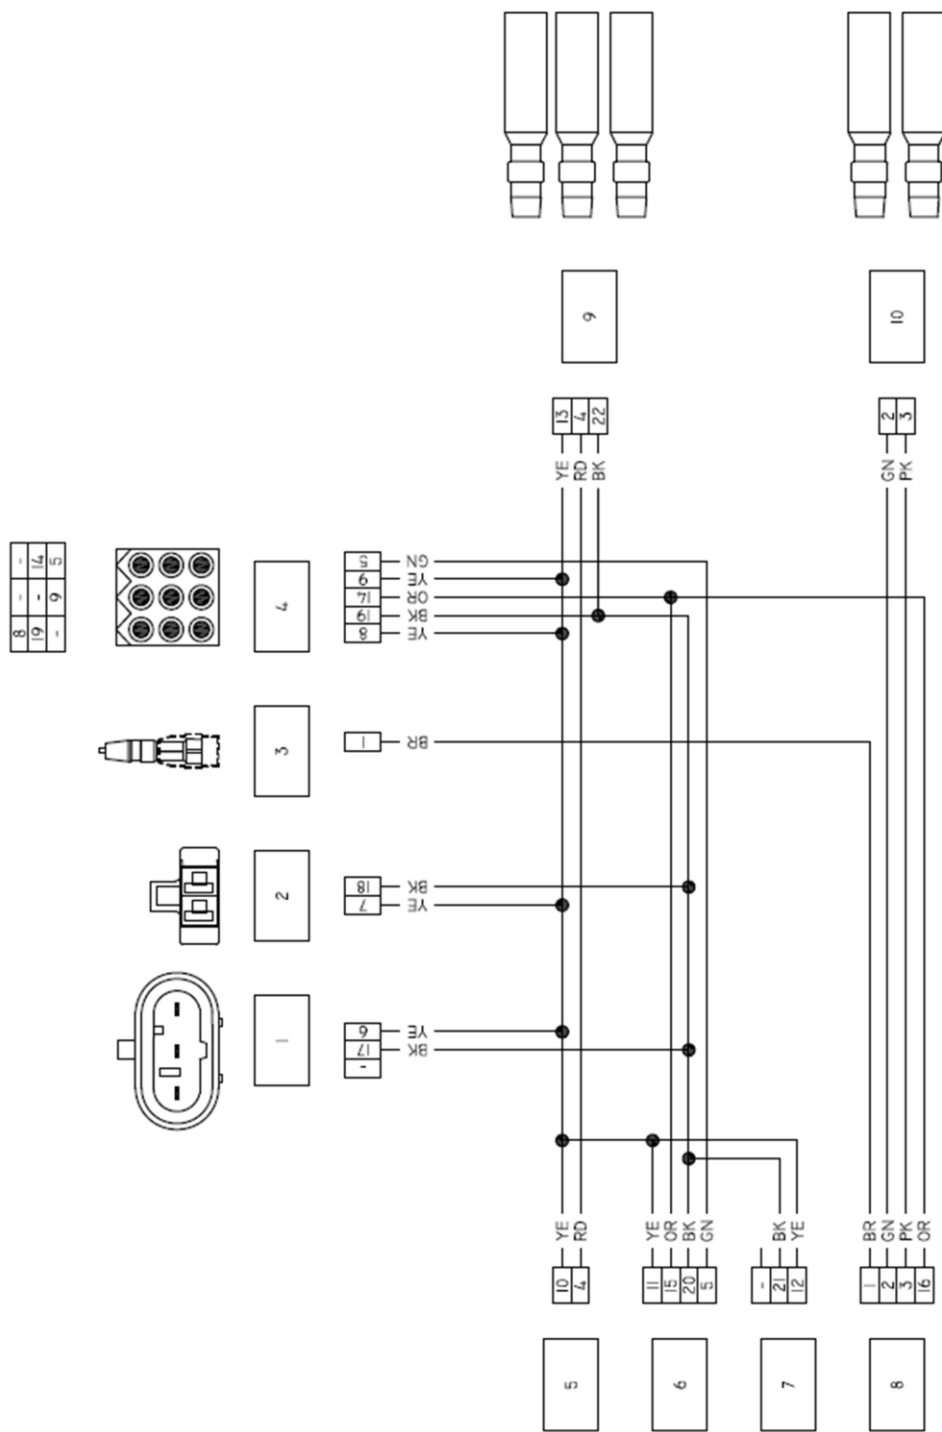 8 - -
19 - 14
- 9 5
1 2 3 4
- 17 6 7 18 1 8 19 14 9 5
BK YE YE BK BR YE BK OR YE GN
10 YE YE 13
5 4 RD RD 4 9
BK 22
11 YE
15 OR
6
20 BK
5 GN
-
7 21 BK
12 YE
1 BR
2 GN GN 2
8 10
3 PK PK 3
16 OR